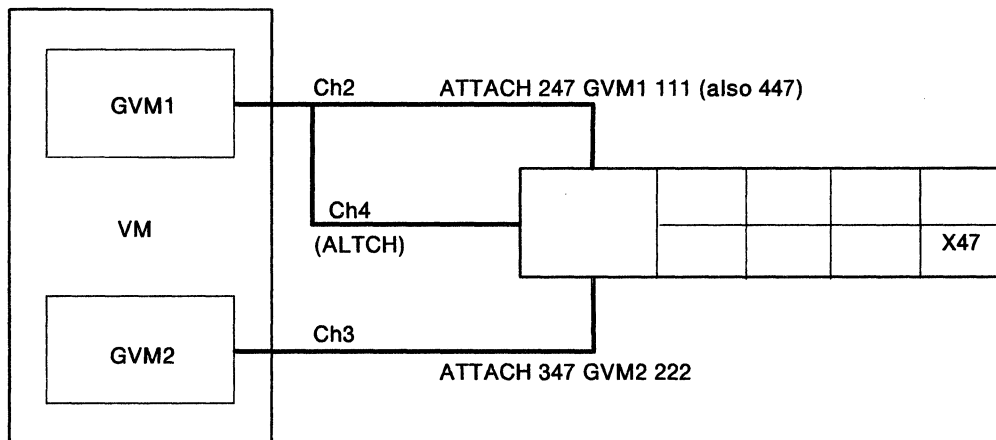 Ch2
ATTACH 247 GVM1 111 (also 447)
GVM1
Ch4
(ALTCH)
VM
X47
Ch3
GVM2
ATTACH 347 GVM2 222